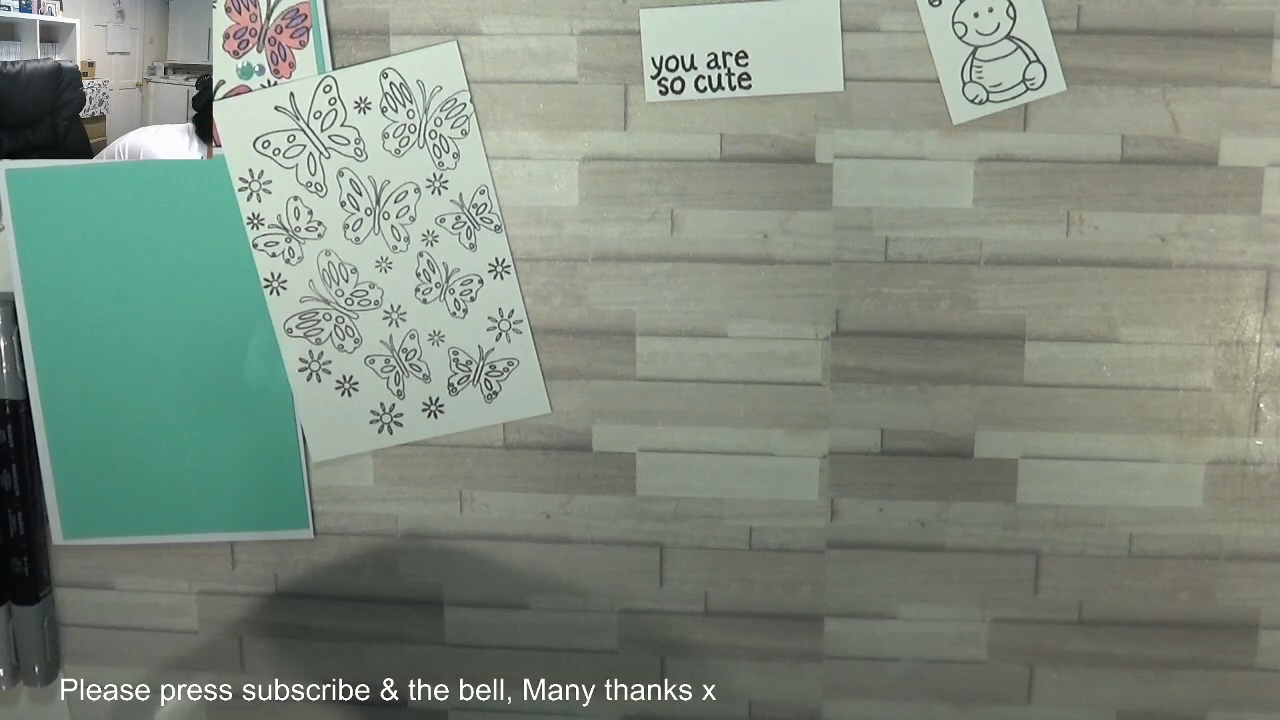 you are
so cute
Please press subscribe & the bell, Many thanks x